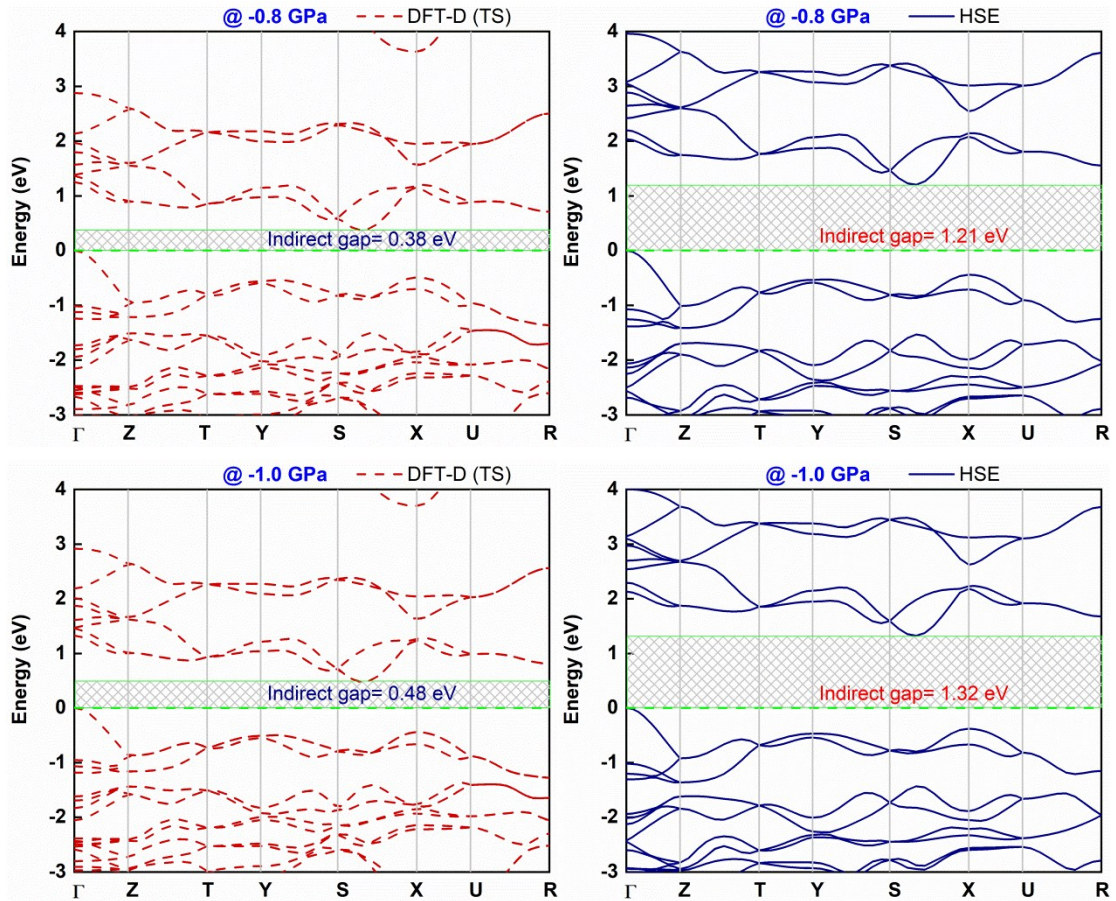 @ -0.8 GPa
DFT-D (TS)
4
3
2
1
0
-1
-2
-3
Energy (eV)
Indirect gap= 0.38 eV
Γ Z T Y S X U R
@ -0.8 GPa
HSE
4
3
2
1
0
-1
-2
-3
Energy (eV)
Indirect gap= 1.21 eV
Γ Z T Y S X U R
@ -1.0 GPa
DFT-D (TS)
4
3
2
1
0
-1
-2
-3
Energy (eV)
Indirect gap= 0.48 eV
Γ Z T Y S X U R
@ -1.0 GPa
HSE
4
3
2
1
0
-1
-2
-3
Energy (eV)
Indirect gap= 1.32 eV
Γ Z T Y S X U R